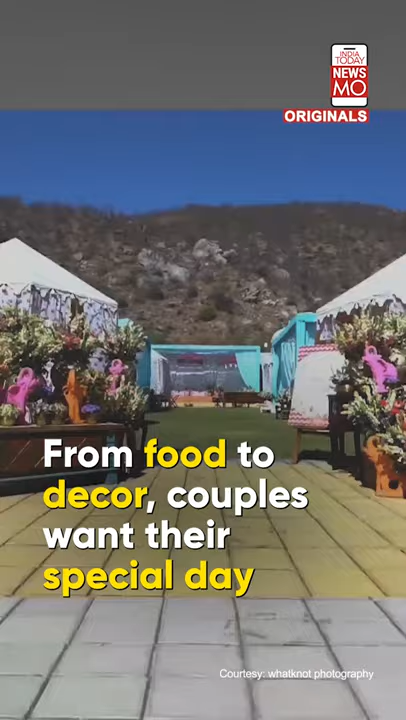 INDIA
TODAY
NEWS
MO
ORIGINALS
From food to
decor, couples
want their
special day
Courtesy: whatknot photography